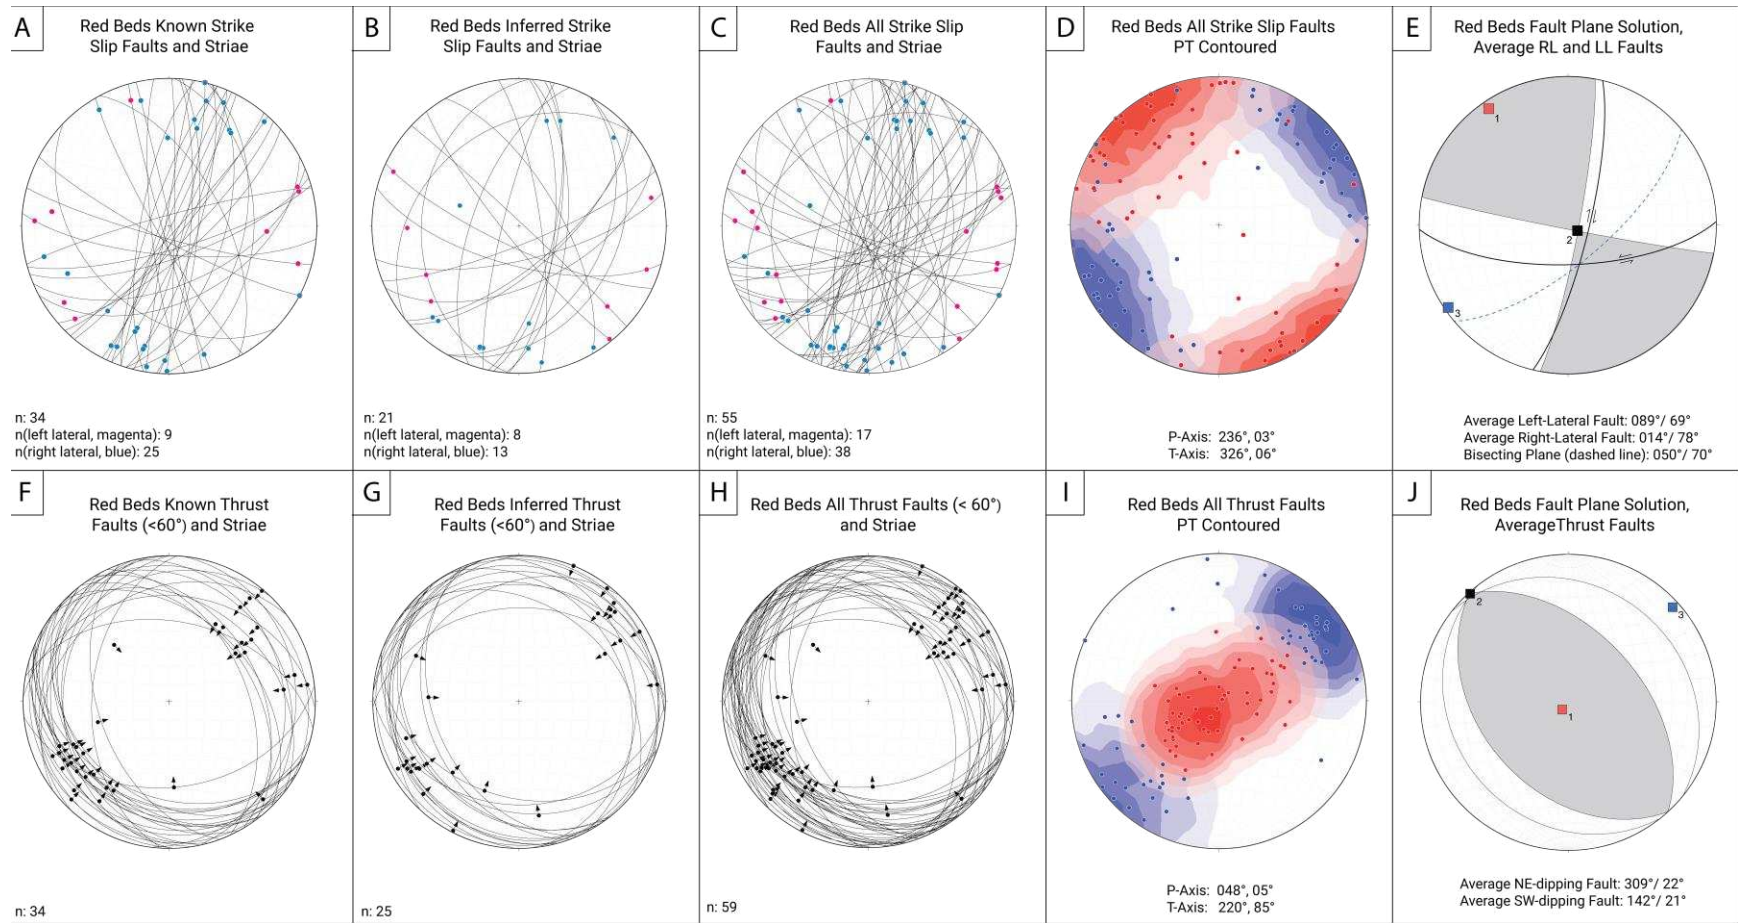 A
Red Beds Known Strike
Slip Faults and Striae
n: 34
n(left lateral, magenta): 9
n(right lateral, blue): 25
B
Red Beds Inferred Strike
Slip Faults and Striae
n: 21
n(left lateral, magenta): 8
n(right lateral, blue): 13
C
Red Beds All Strike Slip
Faults and Striae
n: 55
n(left lateral, magenta): 17
n(right lateral, blue): 38
D
Red Beds All Strike Slip Faults
PT Contoured
P-Axis: 236°, 03°
T-Axis: 326°, 06°
E
Red Beds Fault Plane Solution,
Average RL and LL Faults
1
2
3
Average Left-Lateral Fault: 089°/ 69°
Average Right-Lateral Fault: 014°/ 78°
Bisecting Plane (dashed line): 050°/ 70°
F
Red Beds Known Thrust
Faults (<60°) and Striae
n: 34
G
Red Beds Inferred Thrust
Faults (<60°) and Striae
n: 25
H
Red Beds All Thrust Faults (< 60°)
and Striae
n: 59
I
Red Beds All Thrust Faults
PT Contoured
P-Axis: 048°, 05°
T-Axis: 220°, 85°
J
Red Beds Fault Plane Solution,
AverageThrust Faults
2
3
1
Average NE-dipping Fault: 309°/ 22°
Average SW-dipping Fault: 142°/ 21°